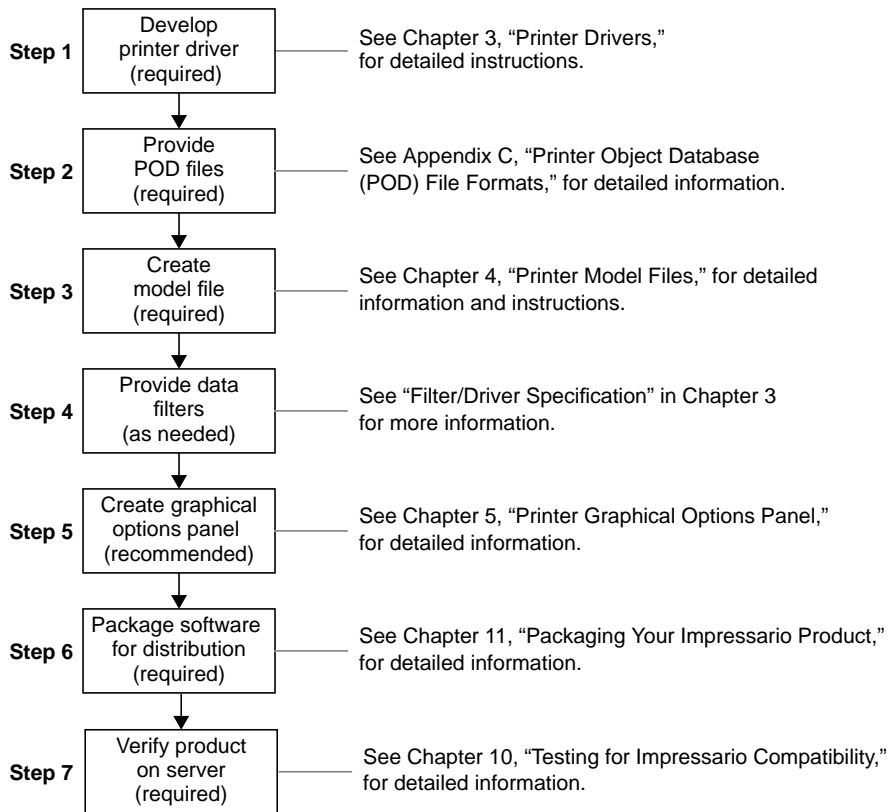 Step 1
Develop
printer driver
(required)
See Chapter 3, “Printer Drivers,”
for detailed instructions.
Step 2
Provide
POD files
(required)
See Appendix C, “Printer Object Database
(POD) File Formats,” for detailed information.
Step 3
Create
model file
(required)
See Chapter 4, “Printer Model Files,” for detailed
information and instructions.
Step 4
Provide data
filters
(as needed)
See “Filter/Driver Specification” in Chapter 3
for more information.
Step 5
Create graphical
options panel
(recommended)
See Chapter 5, “Printer Graphical Options Panel,”
for detailed information.
Step 6
Package software
for distribution
(required)
See Chapter 11, “Packaging Your Impressario Product,”
for detailed information.
Step 7
Verify product
on server
(required)
See Chapter 10, “Testing for Impressario Compatibility,”
for detailed information.